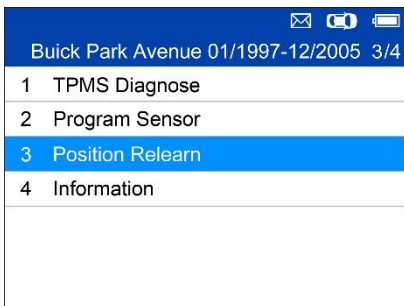 Buick Park Avenue 01/1997-12/2005 3/4
1 TPMS Diagnose
2 Program Sensor
3 Position Relearn
4 Information